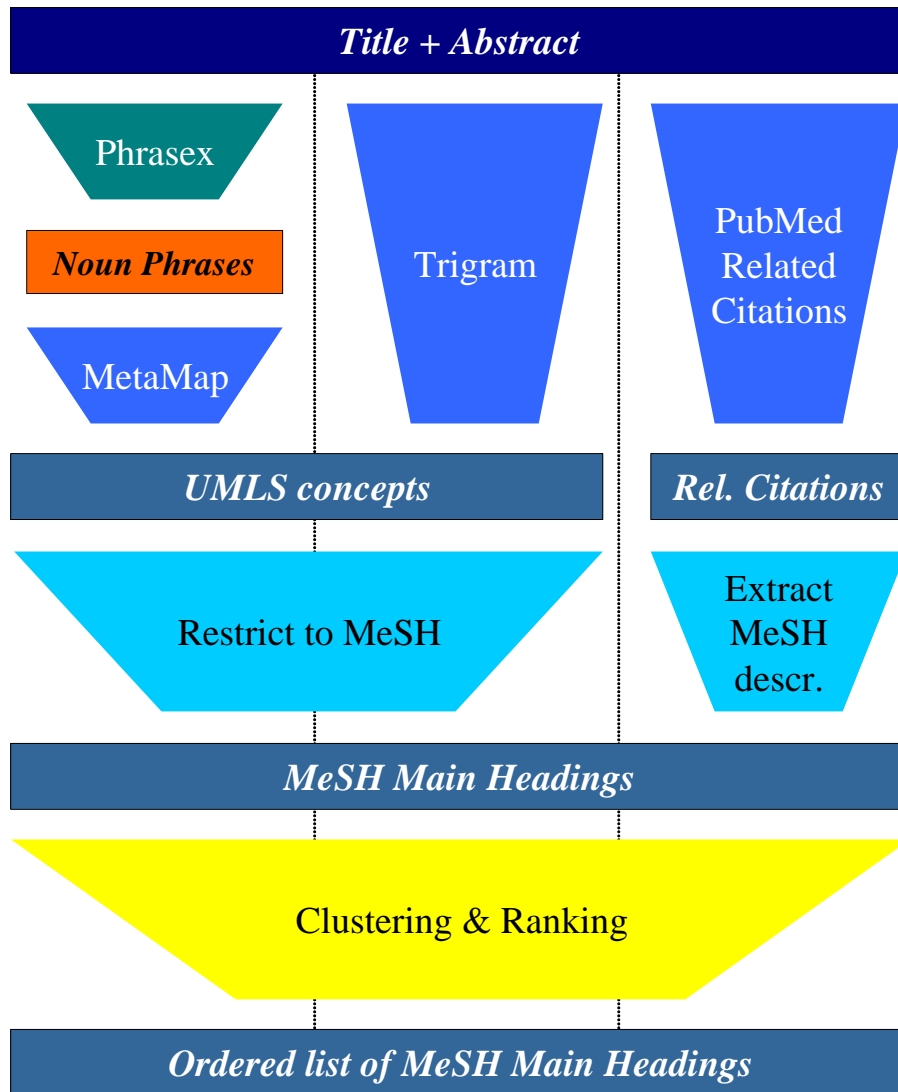 Title + Abstract
Phrasex
Noun Phrases
MetaMap
Trigram
PubMed
Related
Citations
UMLS concepts
Rel. Citations
Restrict to MeSH
Extract
MeSH
descr.
MeSH Main Headings
Clustering & Ranking
Ordered list of MeSH Main Headings